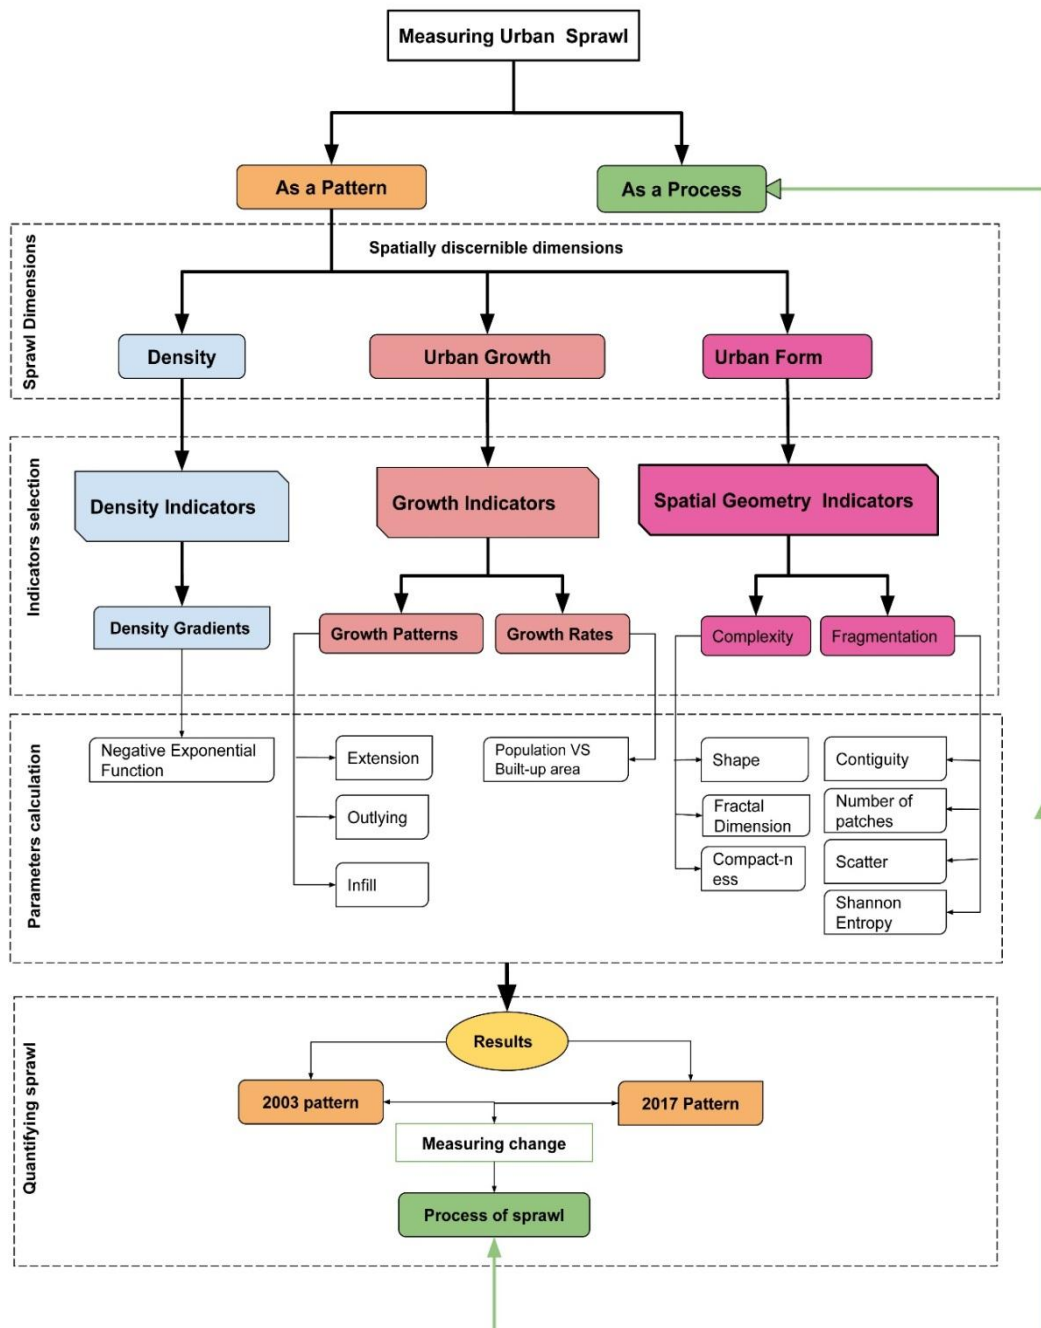 Measuring Urban Sprawl
As a Pattern
As a Process
Sprawl Dimensions
Spatially discernible dimensions
Density
Urban Growth
Urban Form
Indicators selection
Density Indicators
Growth Indicators
Spatial Geometry Indicators
Density Gradients
Growth Patterns
Growth Rates
Complexity
Fragmentation
Parameters calculation
Negative Exponential
Function
Extension
Outlying
Infill
Population VS
Built-up area
Shape
Fractal
Dimension
Compact-n
ess
Contiguity
Number of
patches
Scatter
Shannon
Entropy
Quantifying sprawl
Results
2003 pattern
2017 Pattern
Measuring change
Process of sprawl